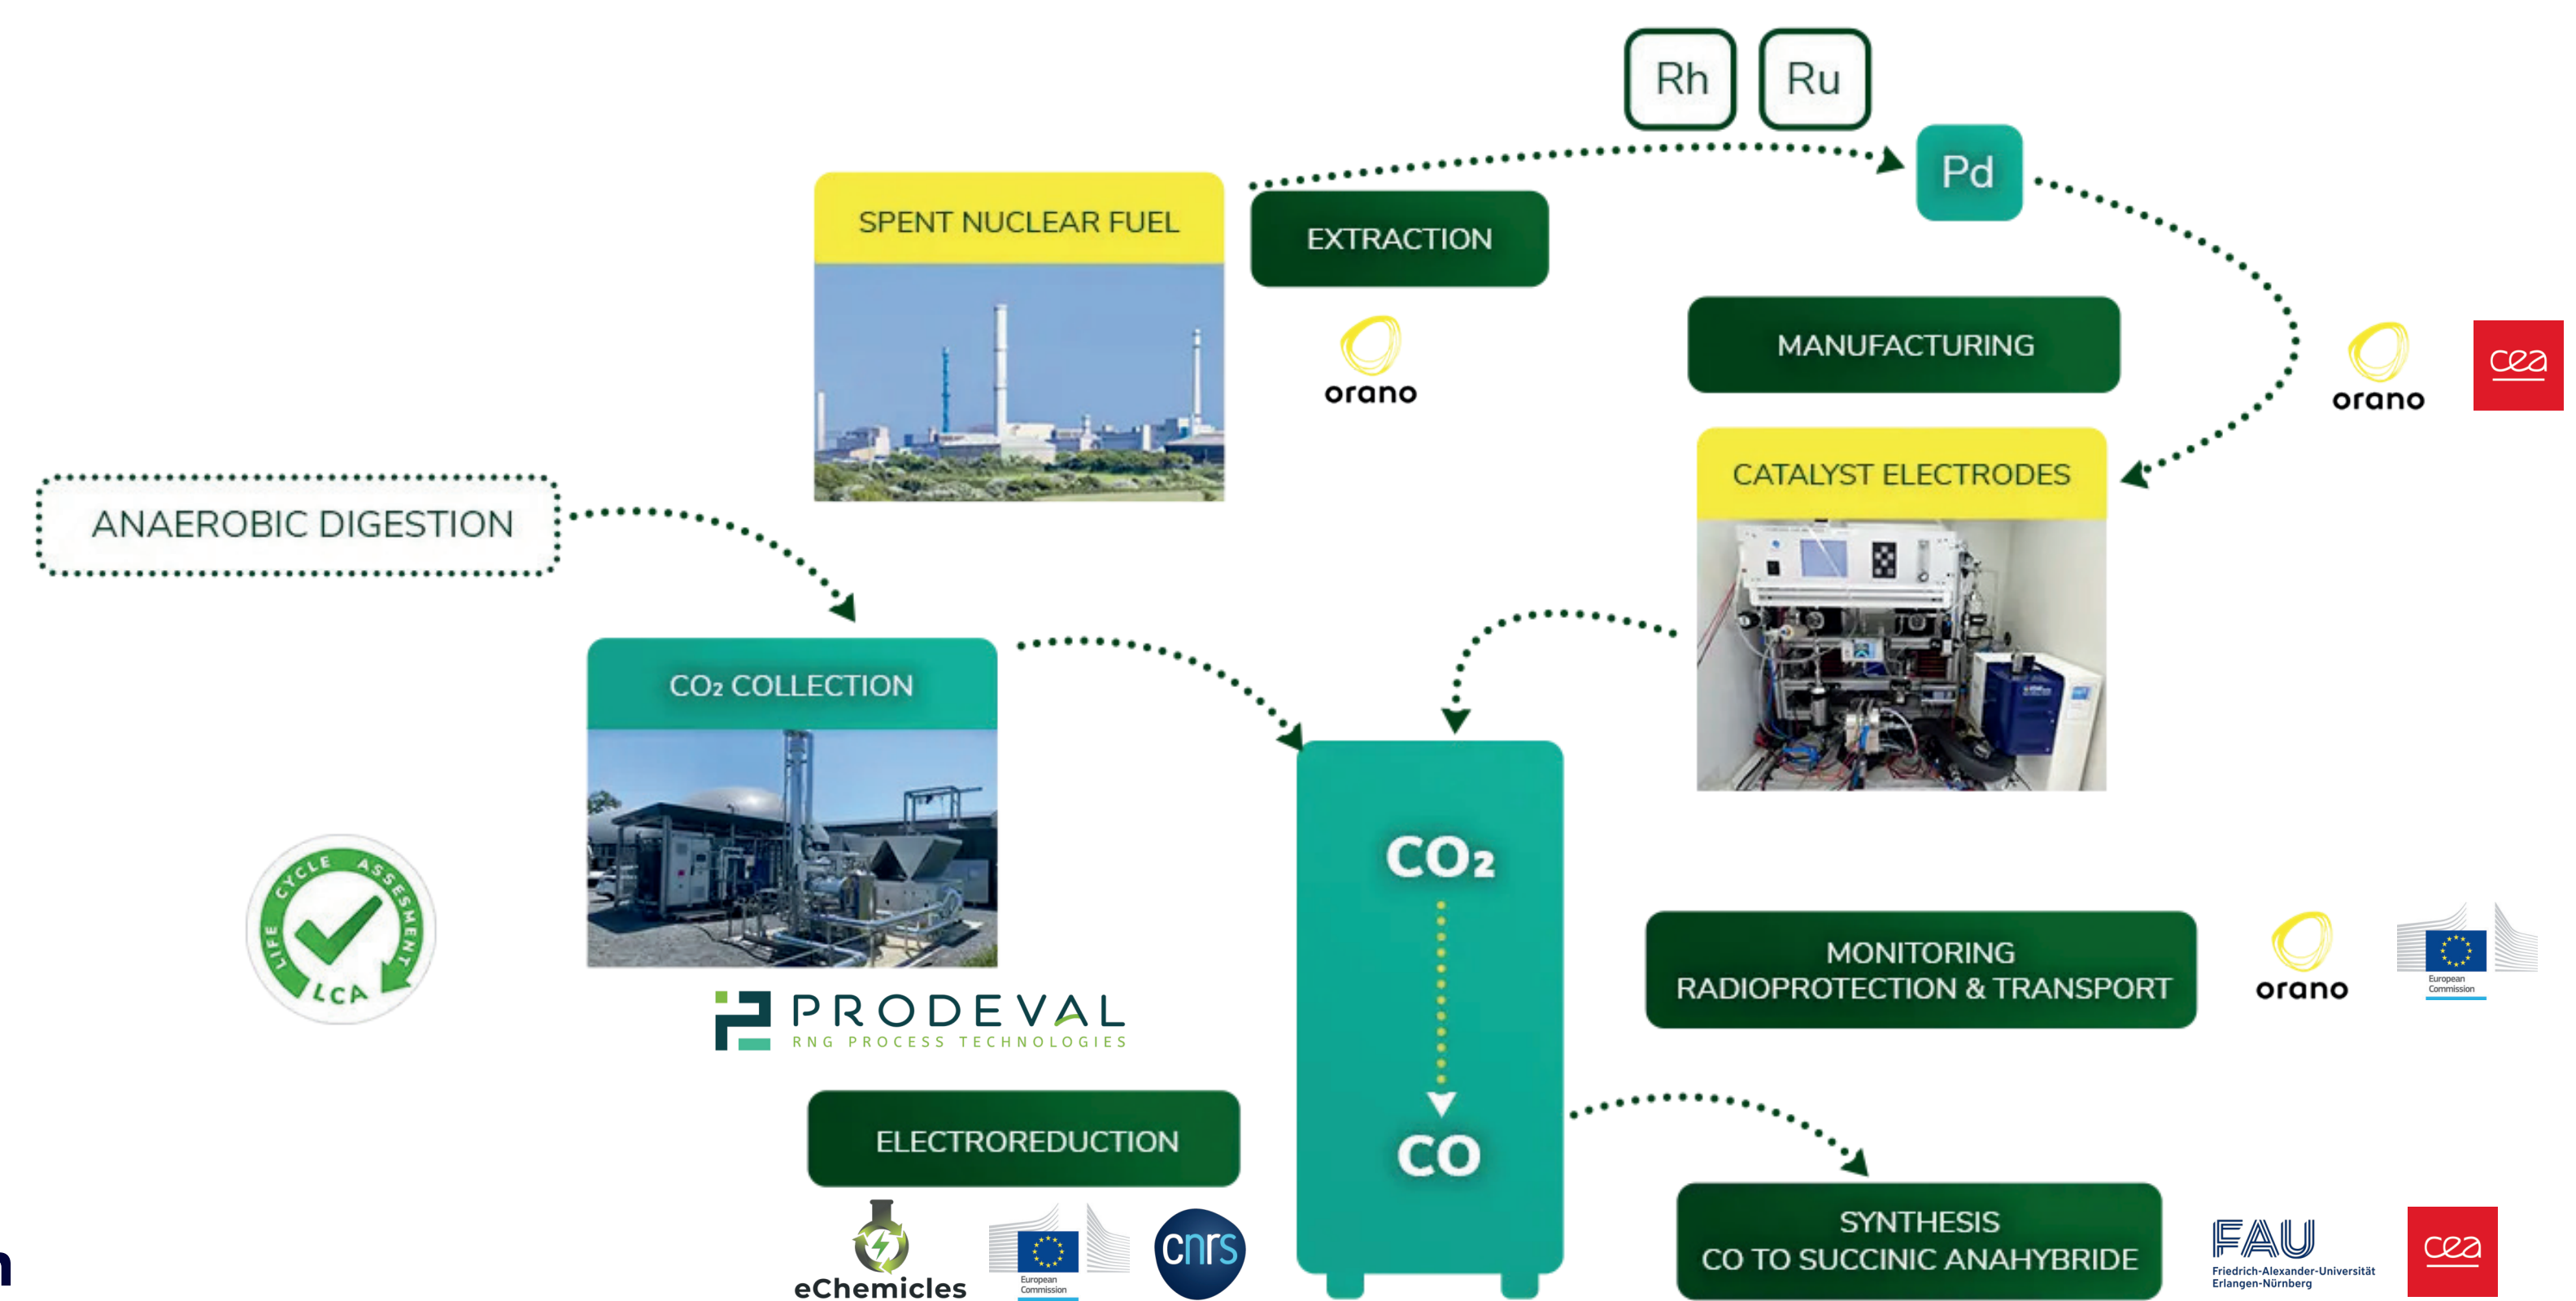 Rh
Ru
Pd
SPENT NUCLEAR FUEL
EXTRACTION
orano
MANUFACTURING
orano
cea
CATALYST ELECTRODES
ANAEROBIC DIGESTION
CO₂ COLLECTION
LIFE CYCLE ASSESMENT
LCA
PRODEVAL
RNG PROCESS TECHNOLOGIES
CO₂
CO
MONITORING
RADIOPROTECTION & TRANSPORT
orano
European
Commission
ELECTROREDUCTION
eChemicles
European
Commission
cnrs
SYNTHESIS
CO TO SUCCINIC ANAHYBRIDE
FAU
Friedrich-Alexander-Universität
Erlangen-Nürnberg
cea